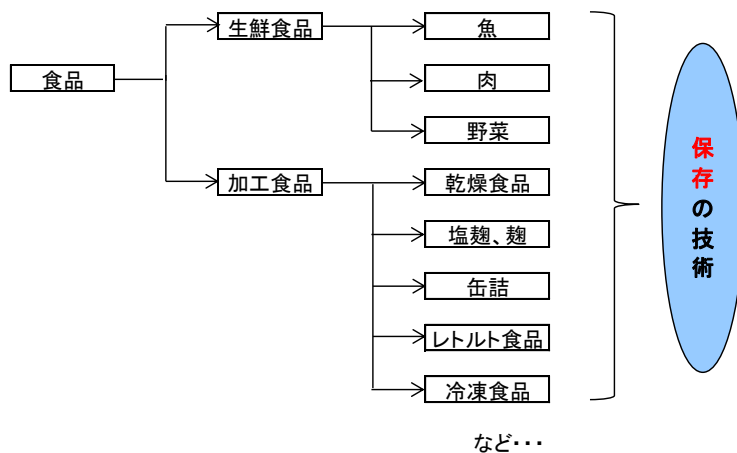 食品
生鮮食品
魚
肉
野菜
加工食品
乾燥食品
塩麹、麹
缶詰
レトルト食品
冷凍食品
など・・・
保存の技術